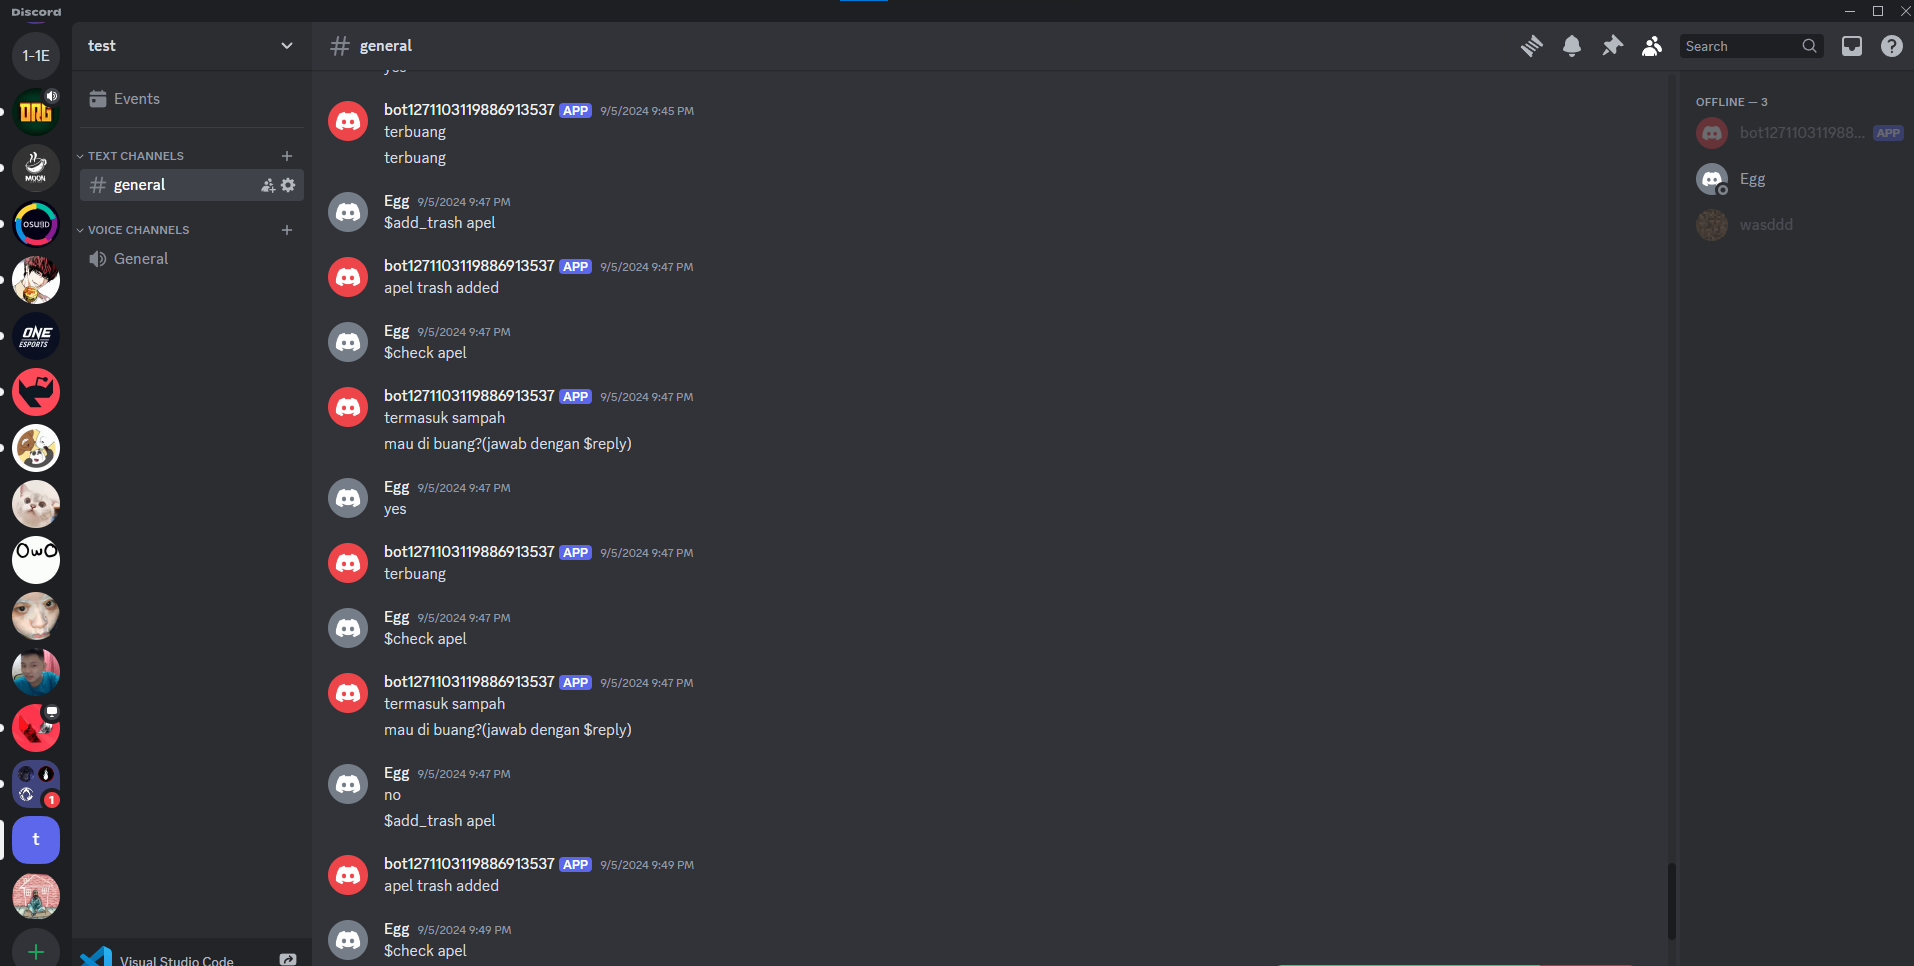 Discord
1-1E
DRG
MOON
OSU!ID
ONE
ESPORTS
OwO
1
t
test
Events
TEXT CHANNELS
general
VOICE CHANNELS
General
Visual Studio Code
general
Search
yes
bot1271103119886913537 APP 9/5/2024 9:45 PM
terbuang
terbuang
Egg 9/5/2024 9:47 PM
$add_trash apel
bot1271103119886913537 APP 9/5/2024 9:47 PM
apel trash added
Egg 9/5/2024 9:47 PM
$check apel
bot1271103119886913537 APP 9/5/2024 9:47 PM
termasuk sampah
mau di buang?(jawab dengan $reply)
Egg 9/5/2024 9:47 PM
yes
bot1271103119886913537 APP 9/5/2024 9:47 PM
terbuang
Egg 9/5/2024 9:47 PM
$check apel
bot1271103119886913537 APP 9/5/2024 9:47 PM
termasuk sampah
mau di buang?(jawab dengan $reply)
Egg 9/5/2024 9:47 PM
no
$add_trash apel
bot1271103119886913537 APP 9/5/2024 9:49 PM
apel trash added
Egg 9/5/2024 9:49 PM
$check apel
OFFLINE — 3
bot127110311988... APP
Egg
wasddd